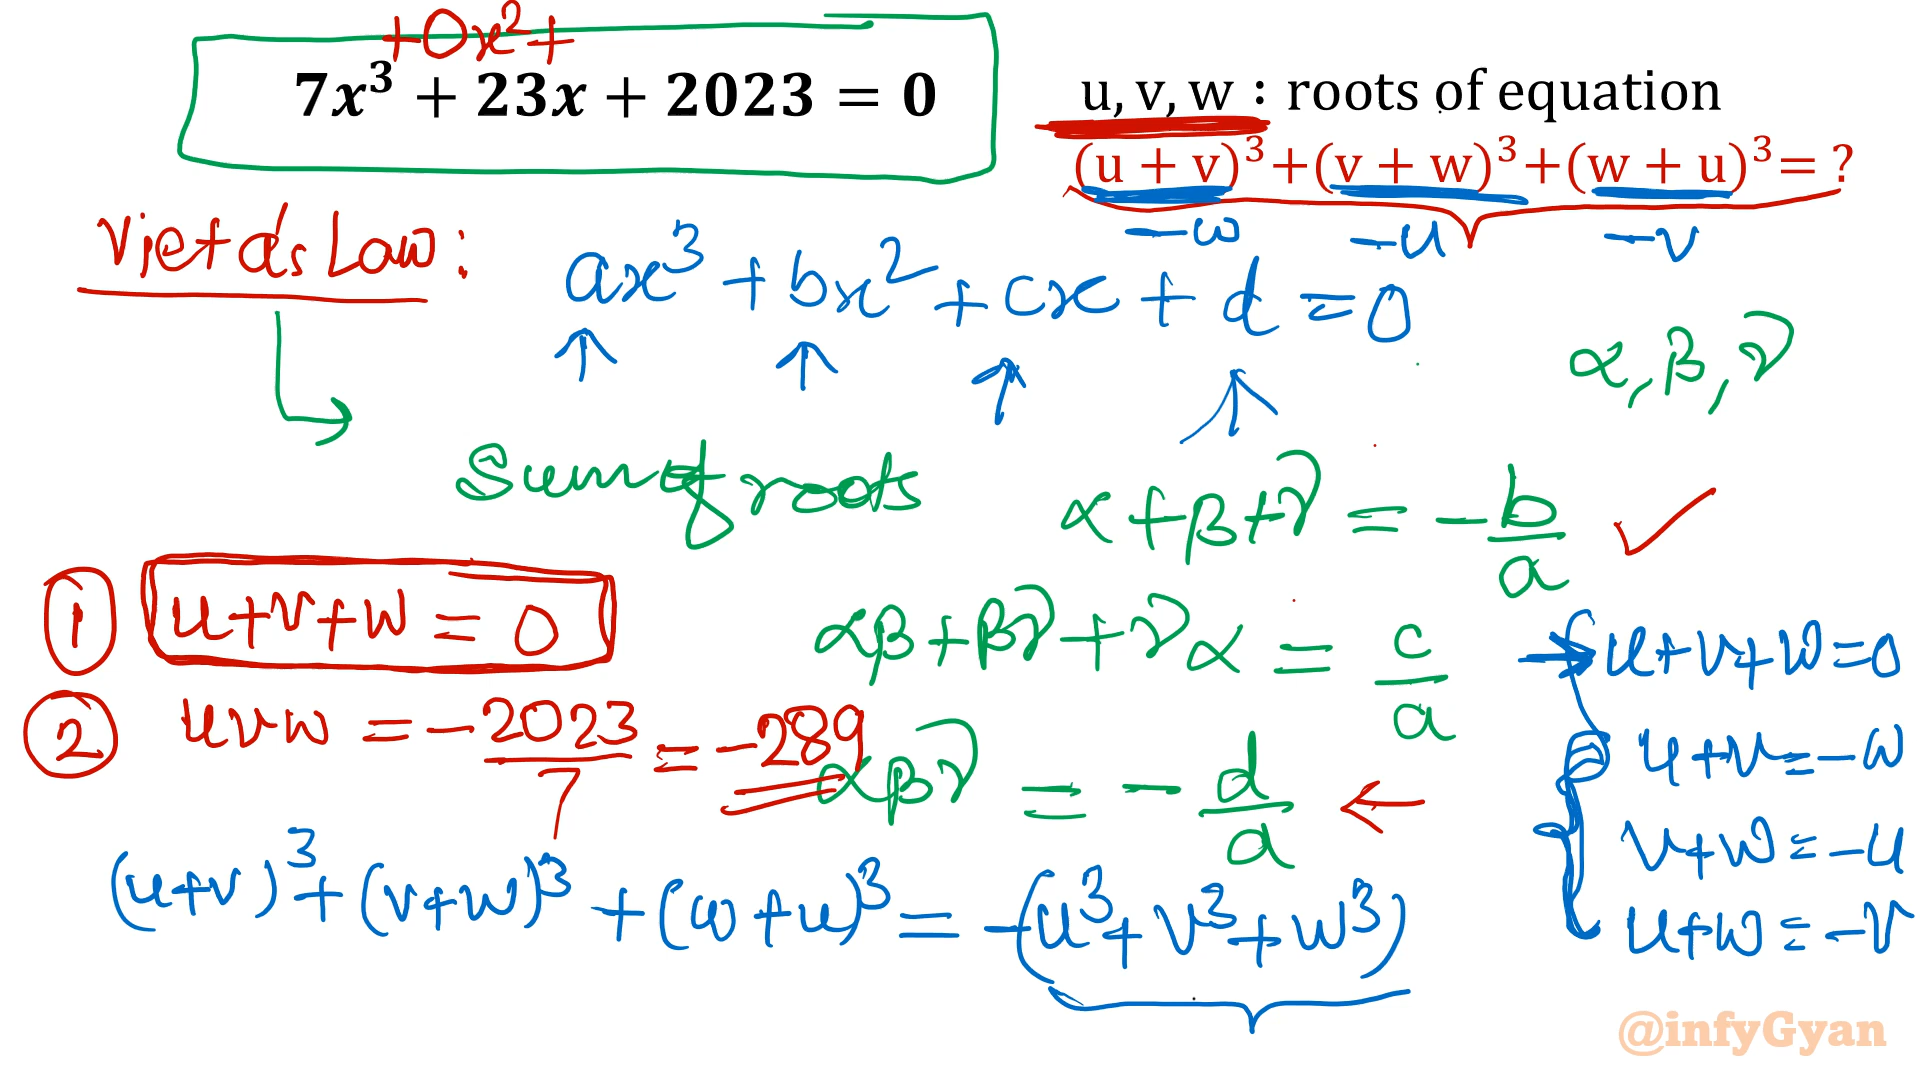 +0x²+
7x³ + 23x + 2023 = 0
u, v, w : roots of equation
(u + v)³+(v + w)³+(w + u)³= ?
-w -u -v
Vieta's Law:
ax³ + bx² + cx + d = 0
α, β, γ
Sum of roots
α + β + γ = -b/a
① u+v+w = 0
αβ + βγ + γα = c/a
u+v+w=0
② uvw = -2023/7 = -289
αβγ = -d/a
u+v=-w
v+w=-u
u+w=-v
(u+v)³+(v+w)³+(w+u)³=-(u³+v³+w³)
@infyGyan